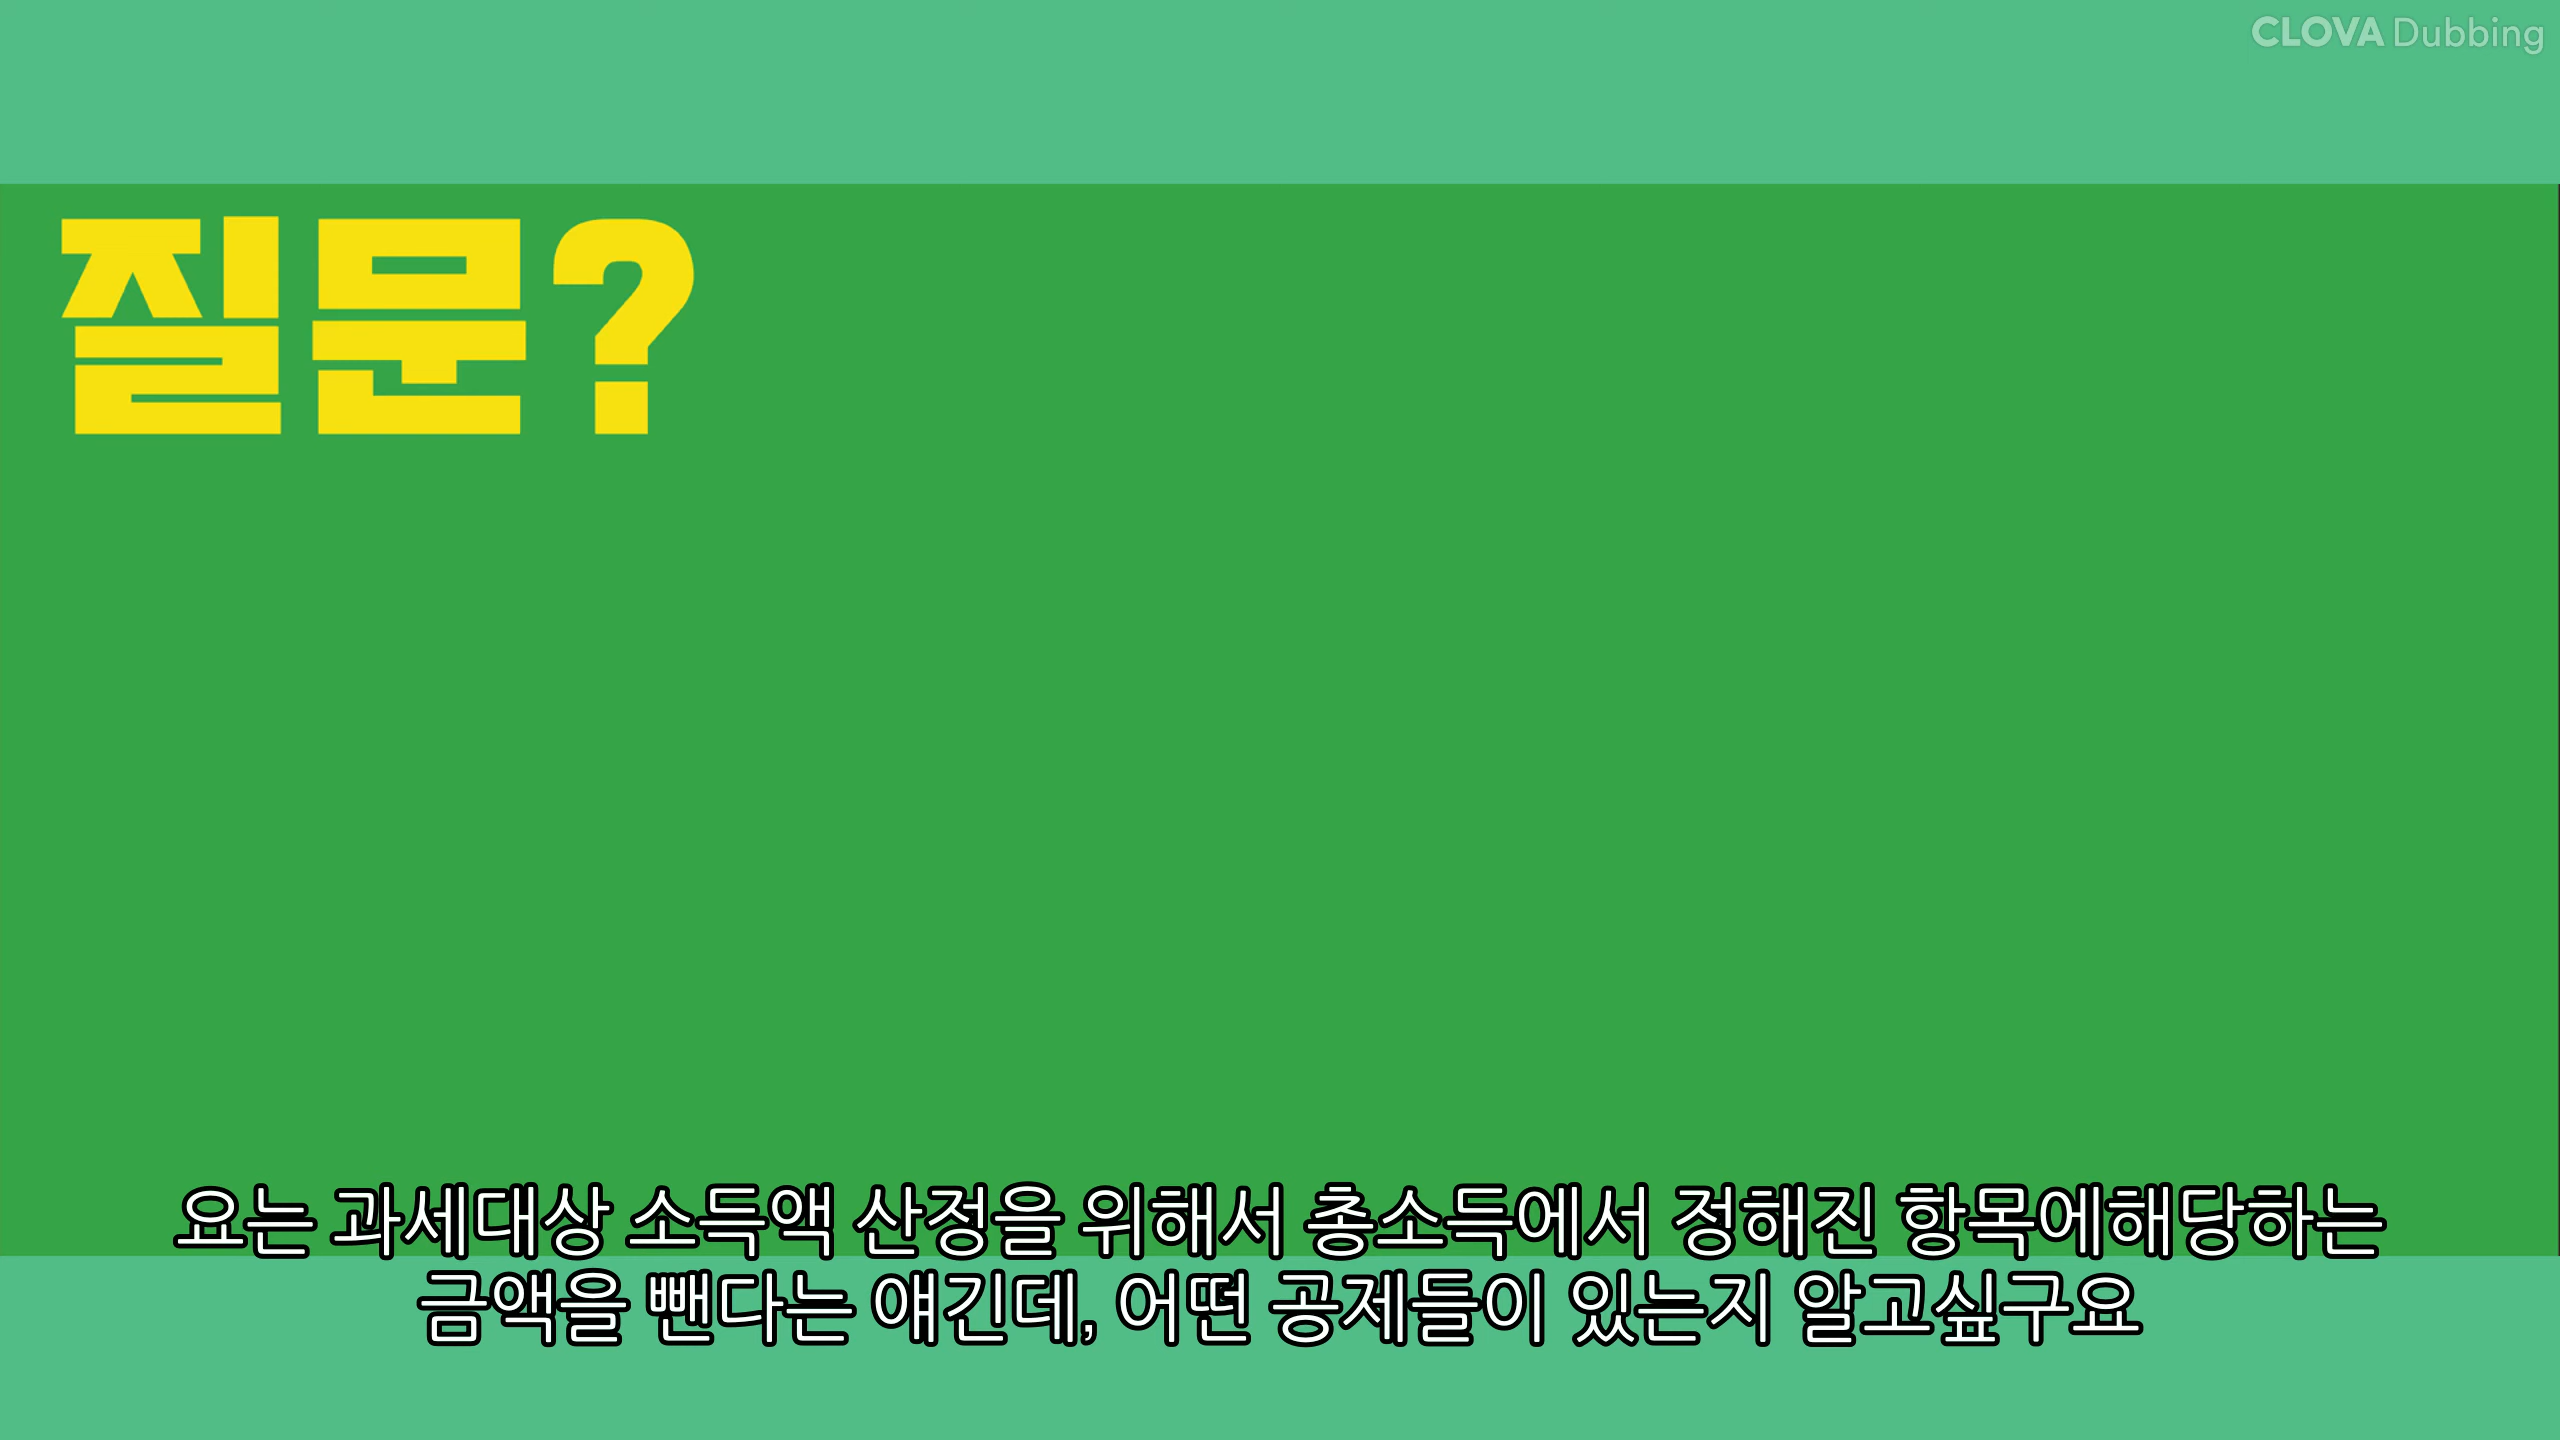 CLOVA Dubbing
질문?
요는 과세대상 소득액 산정을 위해서 총소득에서 정해진 항목에해당하는
금액을 뺀다는 얘긴데, 어떤 공제들이 있는지 알고싶구요